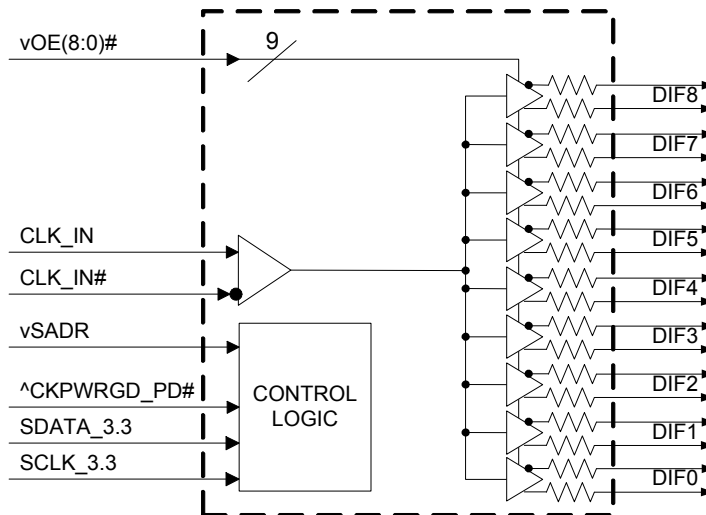 vOE(8:0)#
9
DIF8
DIF7
DIF6
CLK_IN
DIF5
CLK_IN#
DIF4
vSADR
DIF3
^CKPWRGD_PD#
CONTROL
LOGIC
DIF2
SDATA_3.3
DIF1
SCLK_3.3
DIF0